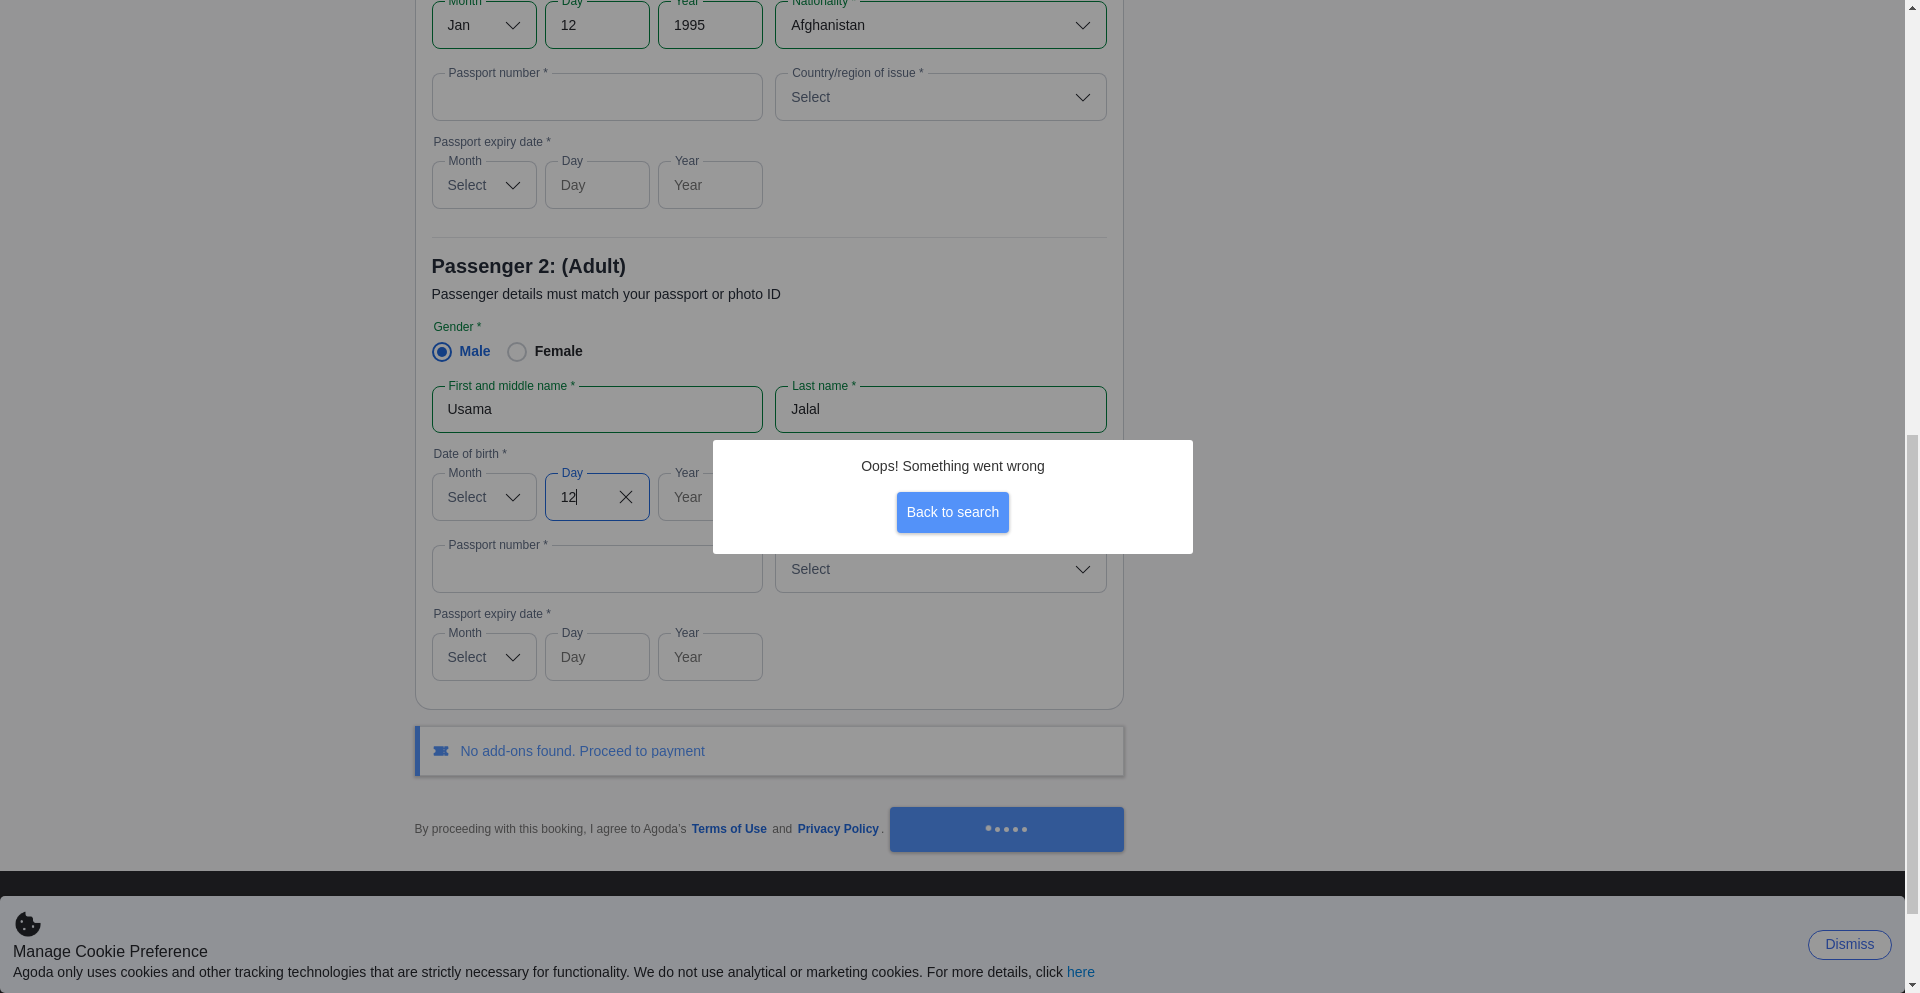 Month
Day
Year
Nationality *
Jan
12
1995
Afghanistan
Passport number *
Country/region of issue *
Select
Passport expiry date *
Month
Day
Year
Select
Day
Year
Passenger 2: (Adult)
Passenger details must match your passport or photo ID
Gender *
Male
Female
First and middle name *
Last name *
Usama
Jalal
Date of birth *
Month
Day
Year
Select
12
Year
Oops! Something went wrong
Back to search
Passport number *
Select
Passport expiry date *
Month
Day
Year
Select
Day
Year
No add-ons found. Proceed to payment
By proceeding with this booking, I agree to Agoda's Terms of Use and Privacy Policy.
Manage Cookie Preference
Agoda only uses cookies and other tracking technologies that are strictly necessary for functionality. We do not use analytical or marketing cookies. For more details, click here
Dismiss